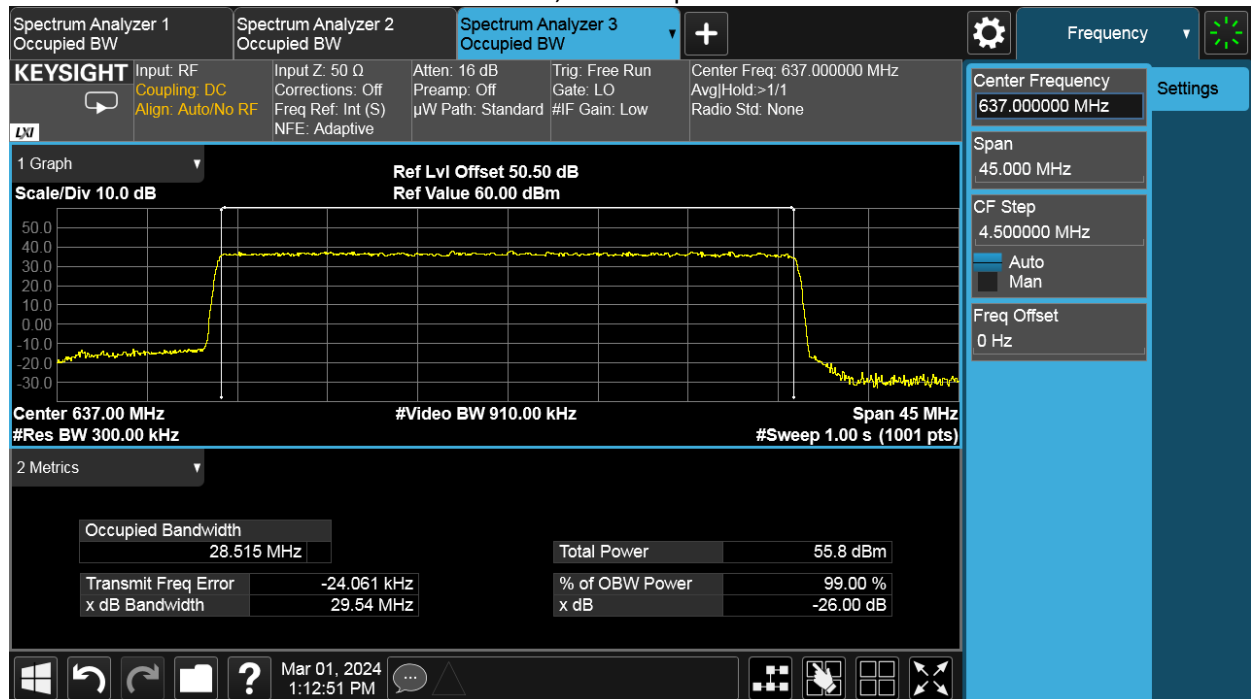 Spectrum Analyzer 1
Occupied BW
Spectrum Analyzer 2
Occupied BW
Spectrum Analyzer 3
Occupied BW
Frequency
KEYSIGHT
LXI
Input: RF
Coupling: DC
Align: Auto/No RF
Input Z: 50 Ω
Corrections: Off
Freq Ref: Int (S)
NFE: Adaptive
Atten: 16 dB
Preamp: Off
µW Path: Standard
Trig: Free Run
Gate: LO
#IF Gain: Low
Center Freq: 637.000000 MHz
Avg|Hold:>1/1
Radio Std: None
Center Frequency
637.000000 MHz
Settings
Span
45.000 MHz
CF Step
4.500000 MHz
Auto
Man
Freq Offset
0 Hz
1 Graph
Scale/Div 10.0 dB
Ref Lvl Offset 50.50 dB
Ref Value 60.00 dBm
50.0
40.0
30.0
20.0
10.0
0.00
-10.0
-20.0
-30.0
Center 637.00 MHz
#Video BW 910.00 kHz
Span 45 MHz
#Res BW 300.00 kHz
#Sweep 1.00 s (1001 pts)
2 Metrics
Occupied Bandwidth
28.515 MHz
Total Power 55.8 dBm
Transmit Freq Error -24.061 kHz
% of OBW Power 99.00 %
x dB Bandwidth 29.54 MHz
x dB -26.00 dB
?
Mar 01, 2024
1:12:51 PM